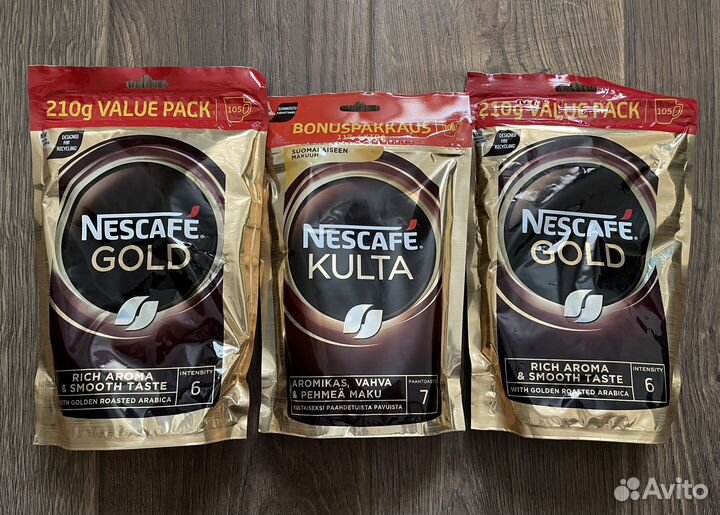 210g VALUE PACK
105
DESIGNED
FOR
RECYCLING
NESCAFÉ
GOLD
RICH AROMA
& SMOOTH TASTE
WITH GOLDEN ROASTED ARABICA
INTENSITY
6
BONUSPAKKAUS
SUOMALAISEEN
MAKUUN
NESCAFÉ
KULTA
AROMIKAS, VAHVA
& PEHMEÄ MAKU
KULTAISEKSI PAAHDETUISTA PAVUISTA
PAAHTOASTE
7
210g VALUE PACK
105
DESIGNED
FOR
RECYCLING
NESCAFÉ
GOLD
RICH AROMA
& SMOOTH TASTE
WITH GOLDEN ROASTED ARABICA
INTENSITY
6
Avito